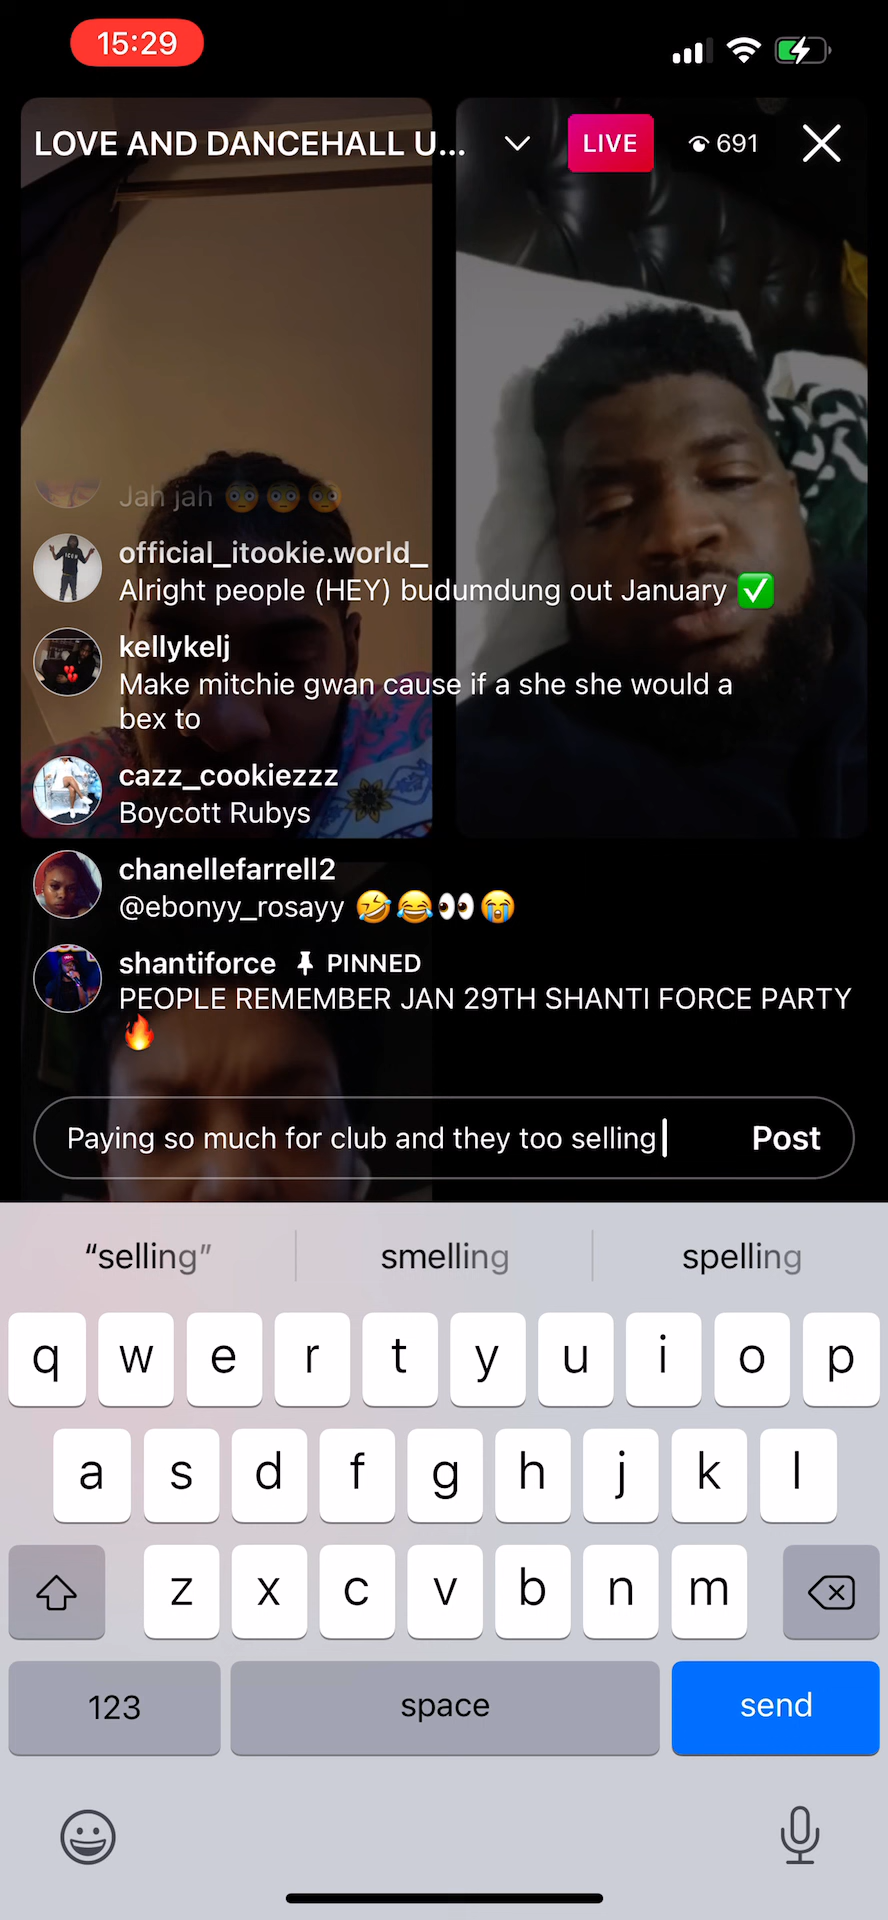 15:29
LOVE AND DANCEHALL U...
LIVE
691
Jah jah 😳😳😳
official_itookie.world_
Alright people (HEY) budumdung out January ✅
kellykelj
Make mitchie gwan cause if a she she would a
bex to
cazz_cookiezzz
Boycott Rubys
chanellefarrell2
@ebonyy_rosayy 🤣😂👀😭
shantiforce PINNED
PEOPLE REMEMBER JAN 29TH SHANTI FORCE PARTY
🔥
Paying so much for club and they too selling
Post
“selling” smelling spelling
q w e r t y u i o p
a s d f g h j k l
z x c v b n m
123 space send